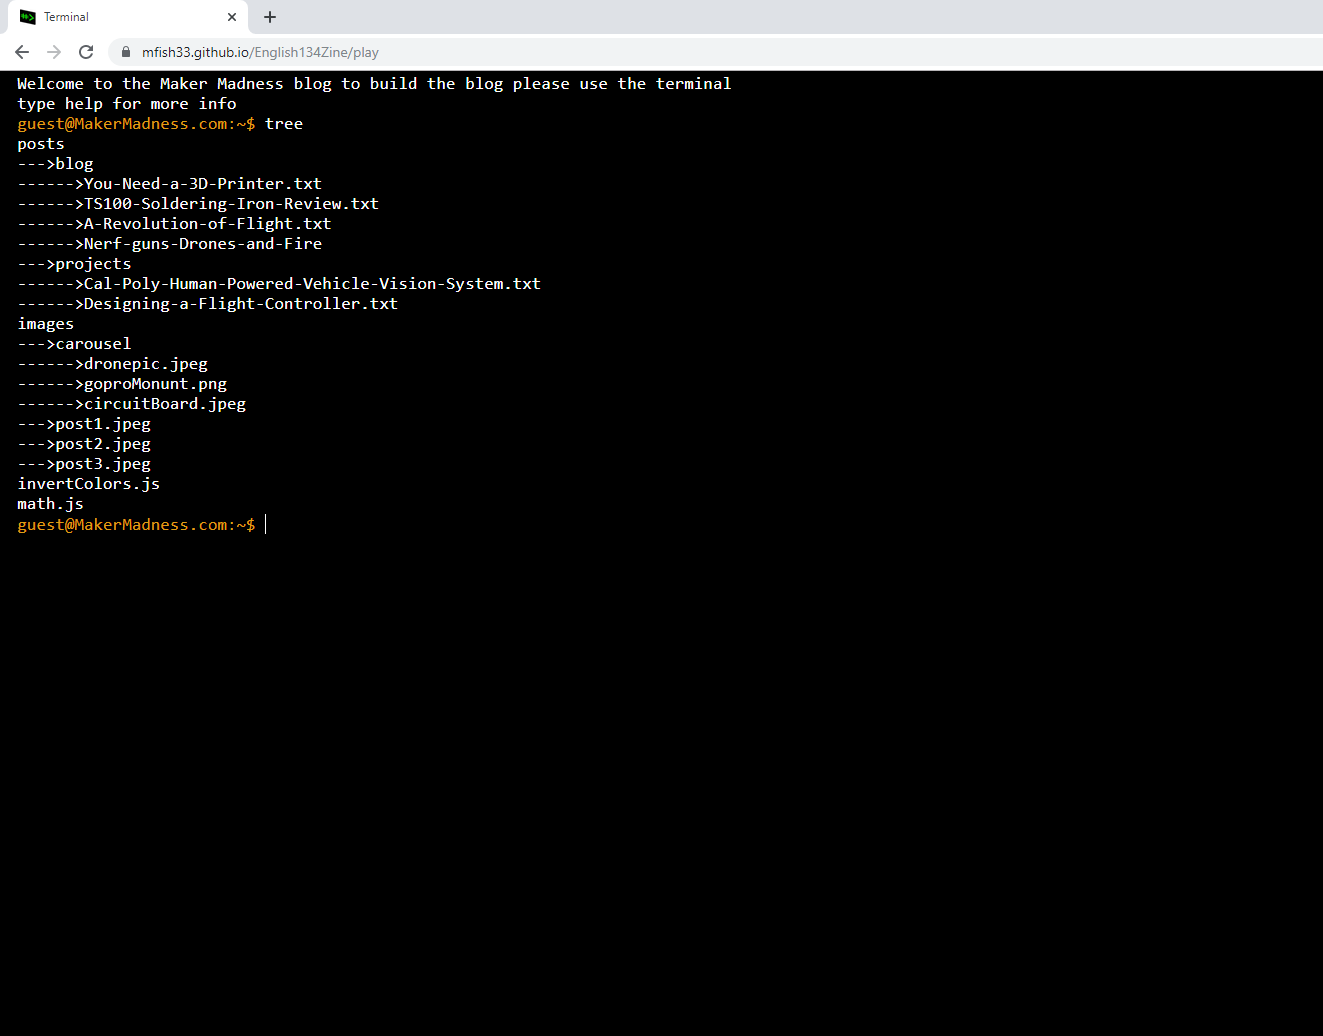 Terminal
mfish33.github.io/English134Zine/play
Welcome to the Maker Madness blog to build the blog please use the terminal
type help for more info
guest@MakerMadness.com:~$ tree
posts
--->blog
------>You-Need-a-3D-Printer.txt
------>TS100-Soldering-Iron-Review.txt
------>A-Revolution-of-Flight.txt
------>Nerf-guns-Drones-and-Fire
--->projects
------>Cal-Poly-Human-Powered-Vehicle-Vision-System.txt
------>Designing-a-Flight-Controller.txt
images
--->carousel
------>dronepic.jpeg
------>goproMonunt.png
------>circuitBoard.jpeg
--->post1.jpeg
--->post2.jpeg
--->post3.jpeg
invertColors.js
math.js
guest@MakerMadness.com:~$